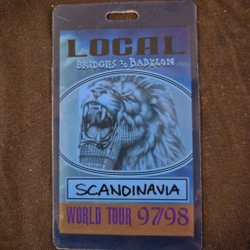 LOCAL
BRIDGES TO BABYLON
SCANDINAVIA
WORLD TOUR 97/98